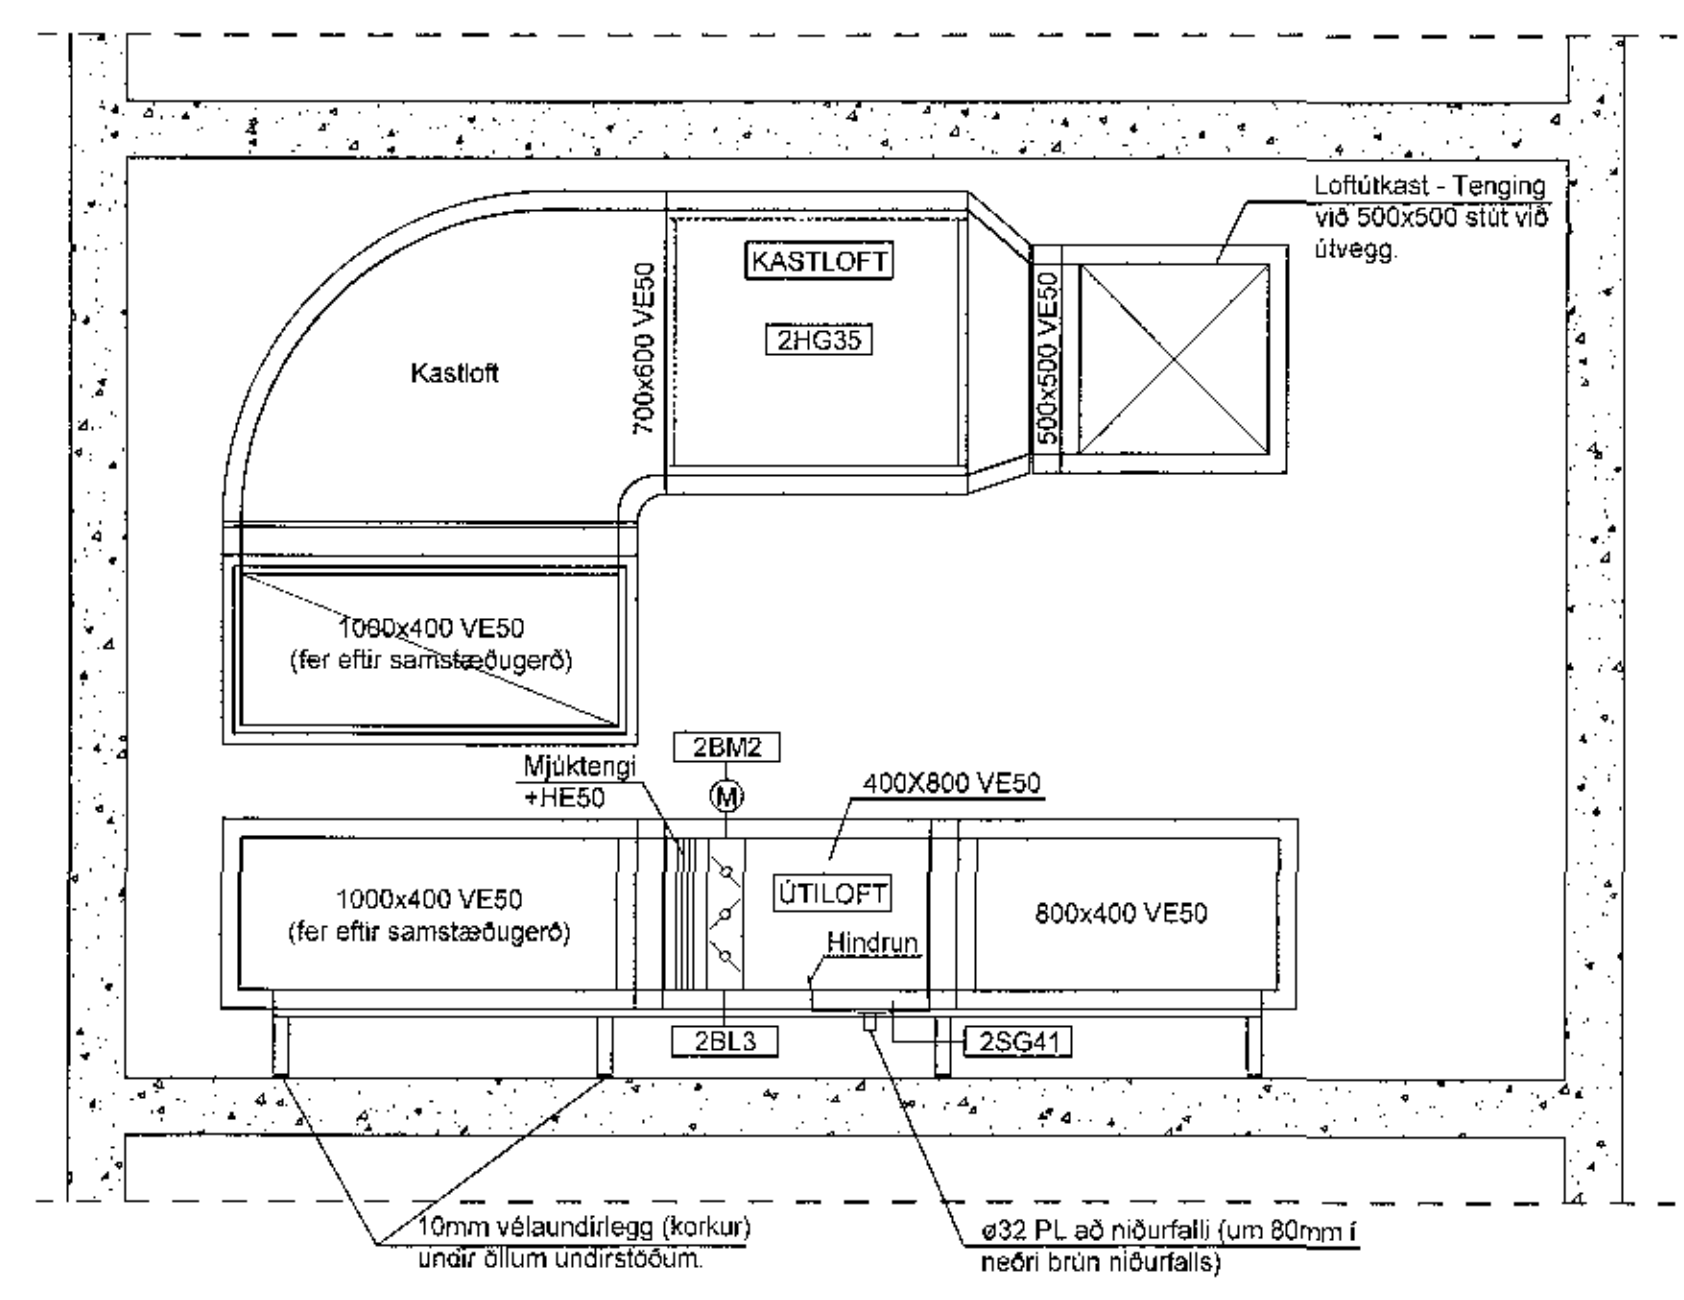 Loftútkast - Tenging
við 500x500 stút við
útvegg.
KASTLOFT
2HG35
700x600 VE50
500x500 VE50
Kastloft
1000x400 VE50
(fer eftir samstæðugerð)
2BM2
Mjúktengi
+HE50
M
400X800 VE50
1000x400 VE50
(fer eftir samstæðugerð)
ÚTILOFT
Hindrun
800x400 VE50
2BL3
2SG41
10mm vélaundirlegg (korkur)
undir öllum undirstöðum.
ø32 PL að niðurfalli (um 80mm í
neðri brún niðurfalls)